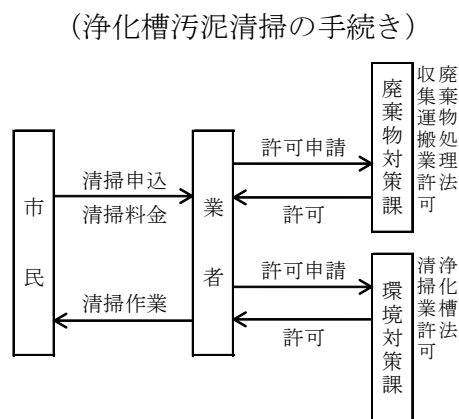 (浄化槽汚泥清掃の手続き)
市民
清掃申込
清掃料金
清掃作業
業者
許可申請
許可
許可申請
許可
廃棄物対策課
廃棄物処理法
収集運搬業許可
環境対策課
浄化槽法
清掃業許可